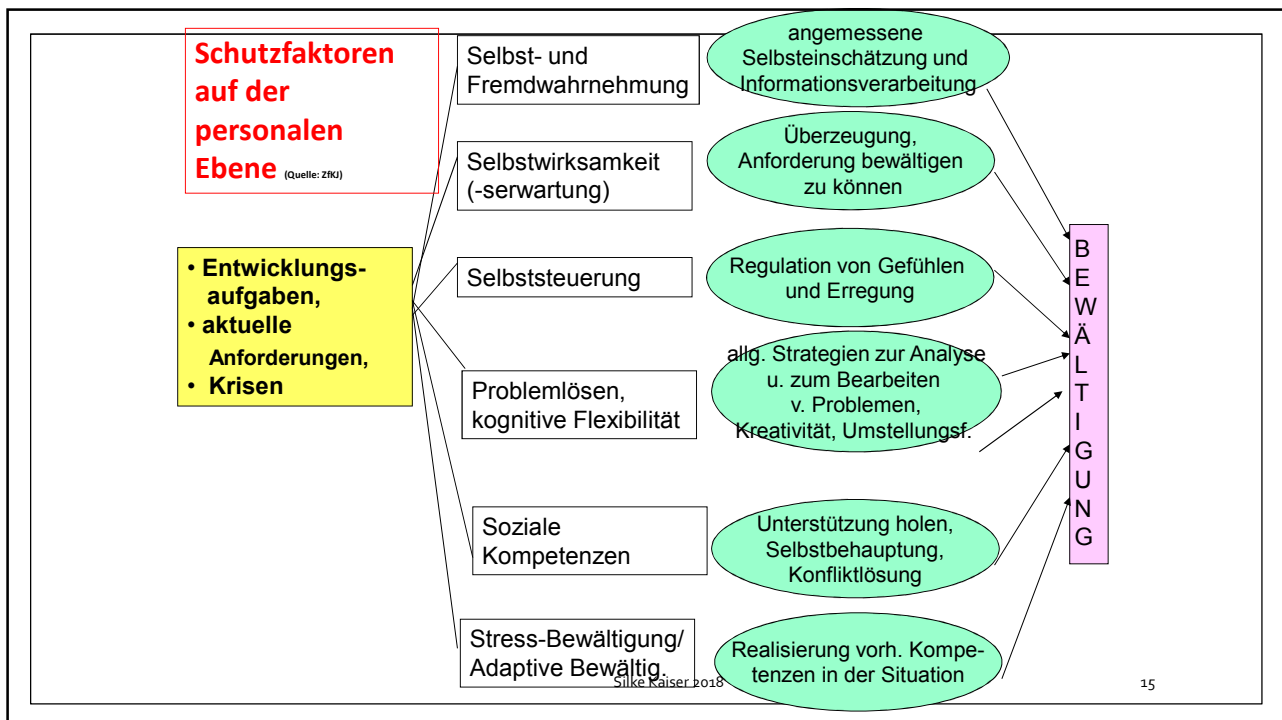 Schutzfaktoren
auf der
personalen
Ebene (Quelle: ZfKJ)
• Entwicklungs-
aufgaben,
• aktuelle
Anforderungen,
• Krisen
Selbst- und
Fremdwahrnehmung
angemessene
Selbsteinschätzung und
Informationsverarbeitung
Selbstwirksamkeit
(-serwartung)
Überzeugung,
Anforderung bewältigen
zu können
Selbststeuerung
Regulation von Gefühlen
und Erregung
Problemlösen,
kognitive Flexibilität
allg. Strategien zur Analyse
u. zum Bearbeiten
v. Problemen,
Kreativität, Umstellungsf.
Soziale
Kompetenzen
Unterstützung holen,
Selbstbehauptung,
Konfliktlösung
Stress-Bewältigung/
Adaptive Bewältig.
Realisierung vorh. Kompe-
tenzen in der Situation
B
E
W
Ä
L
T
I
G
U
N
G
Silke Kaiser 2018
15